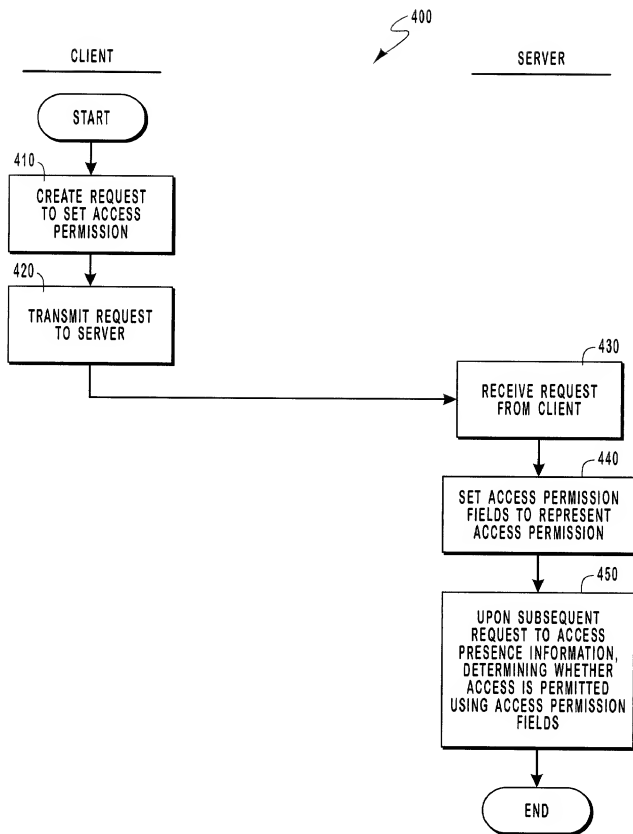 400
CLIENT
SERVER
START
410
CREATE REQUEST
TO SET ACCESS
PERMISSION
420
TRANSMIT REQUEST
TO SERVER
430
RECEIVE REQUEST
FROM CLIENT
440
SET ACCESS PERMISSION
FIELDS TO REPRESENT
ACCESS PERMISSION
450
UPON SUBSEQUENT
REQUEST TO ACCESS
PRESENCE INFORMATION,
DETERMINING WHETHER
ACCESS IS PERMITTED
USING ACCESS PERMISSION
FIELDS
END